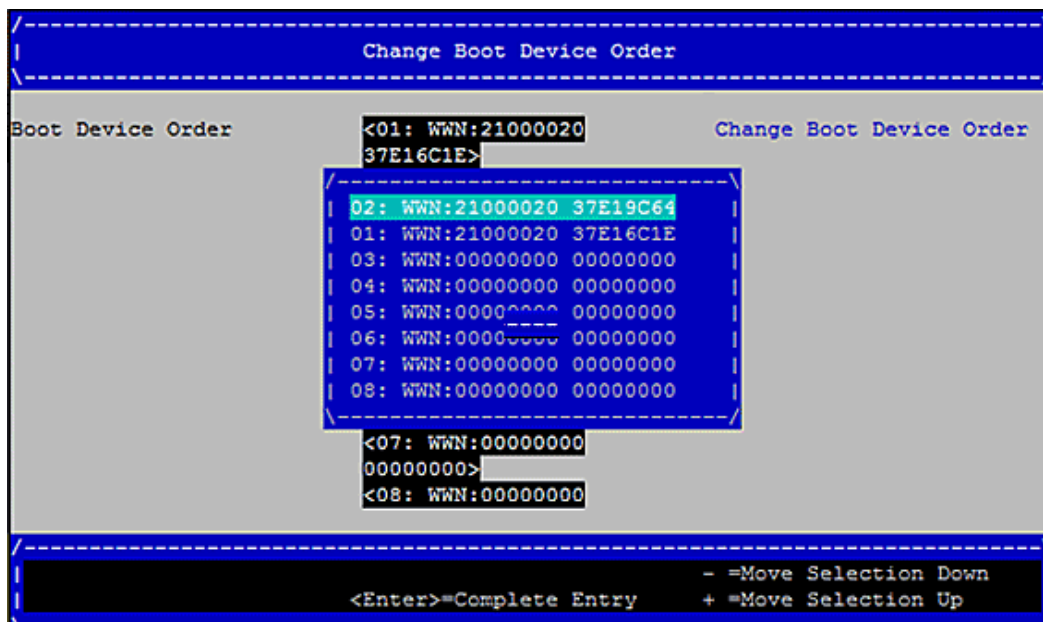 Change Boot Device Order
Boot Device Order
<01: WWN:21000020
37E16C1E>
Change Boot Device Order
02: WWN:21000020 37E19C64
01: WWN:21000020 37E16C1E
03: WWN:00000000 00000000
04: WWN:00000000 00000000
05: WWN:00000000 00000000
06: WWN:00000000 00000000
07: WWN:00000000 00000000
08: WWN:00000000 00000000
<07: WWN:00000000
00000000>
<08: WWN:00000000
- =Move Selection Down
<Enter>=Complete Entry + =Move Selection Up